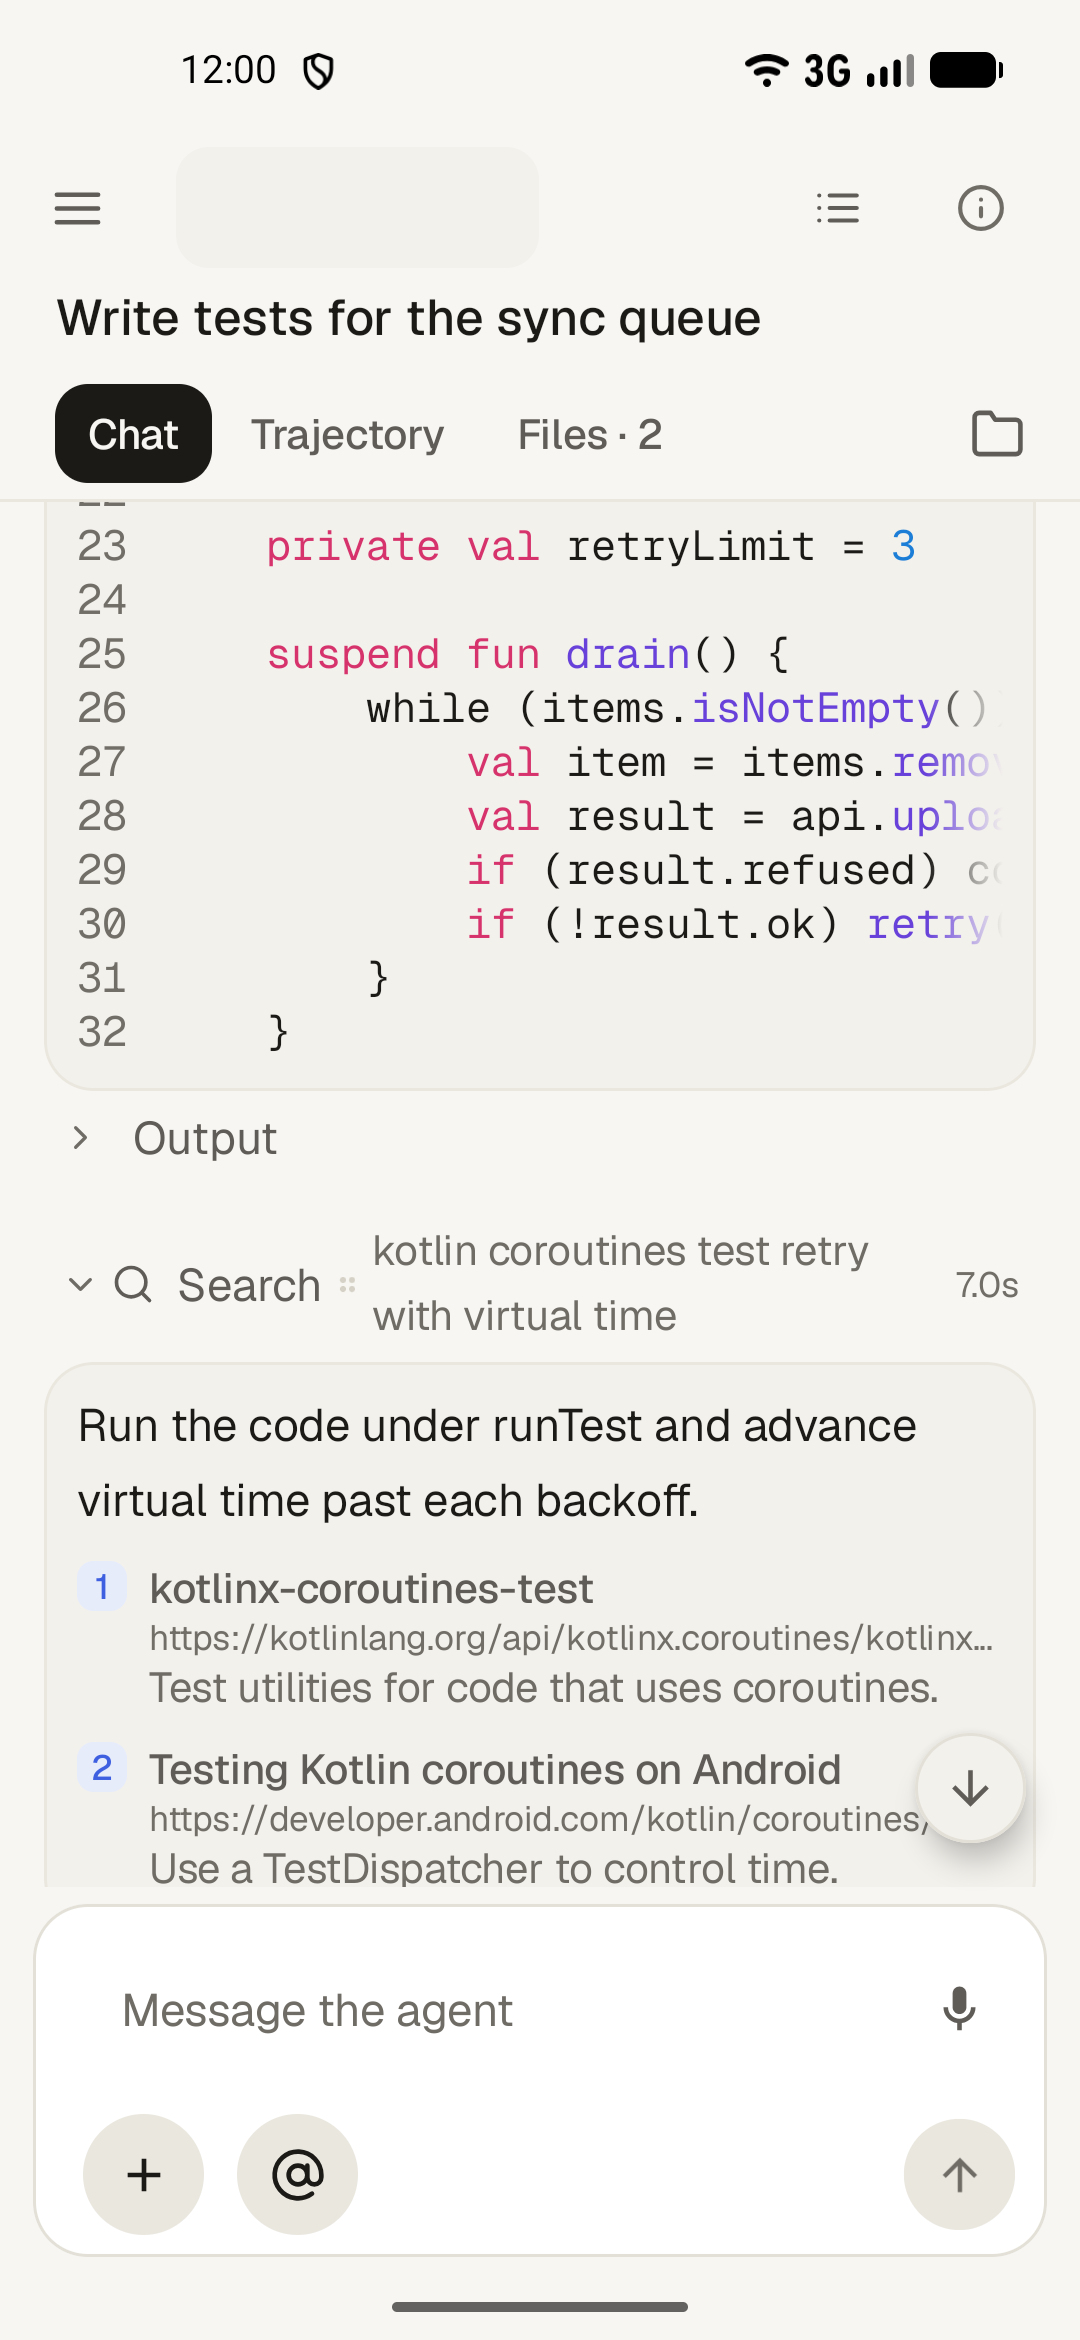 12:00
3G
Write tests for the sync queue
Chat
Trajectory
Files · 2
23 private val retryLimit = 3
24
25 suspend fun drain() {
26 while (items.isNotEmpty()
27 val item = items.remov
28 val result = api.uploa
29 if (result.refused) co
30 if (!result.ok) retry(
31 }
32 }
Output
Search
kotlin coroutines test retry
with virtual time
7.0s
Run the code under runTest and advance
virtual time past each backoff.
1 kotlinx-coroutines-test
https://kotlinlang.org/api/kotlinx.coroutines/kotlinx...
Test utilities for code that uses coroutines.
2 Testing Kotlin coroutines on Android
https://developer.android.com/kotlin/coroutines/
Use a TestDispatcher to control time.
Message the agent